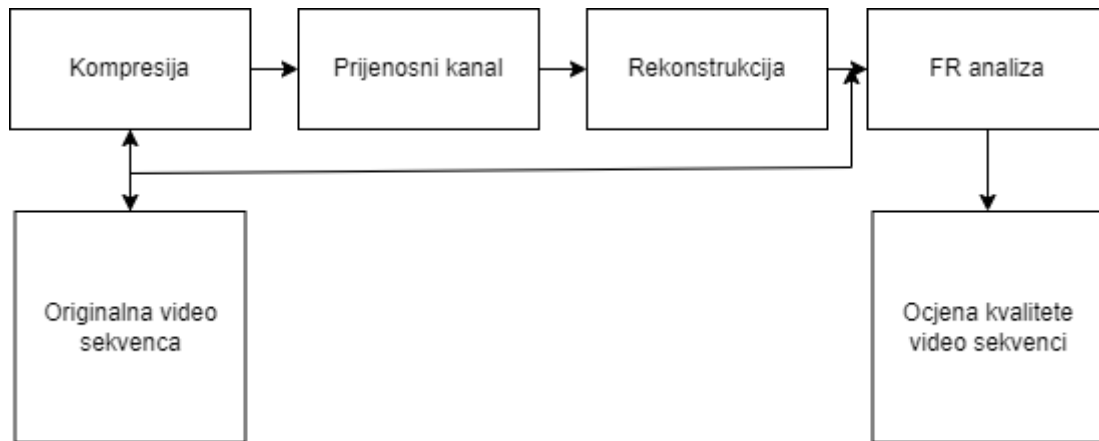 Kompresija
Prijenosni kanal
Rekonstrukcija
FR analiza
Originalna video
sekvenca
Ocjena kvalitete
video sekvenci